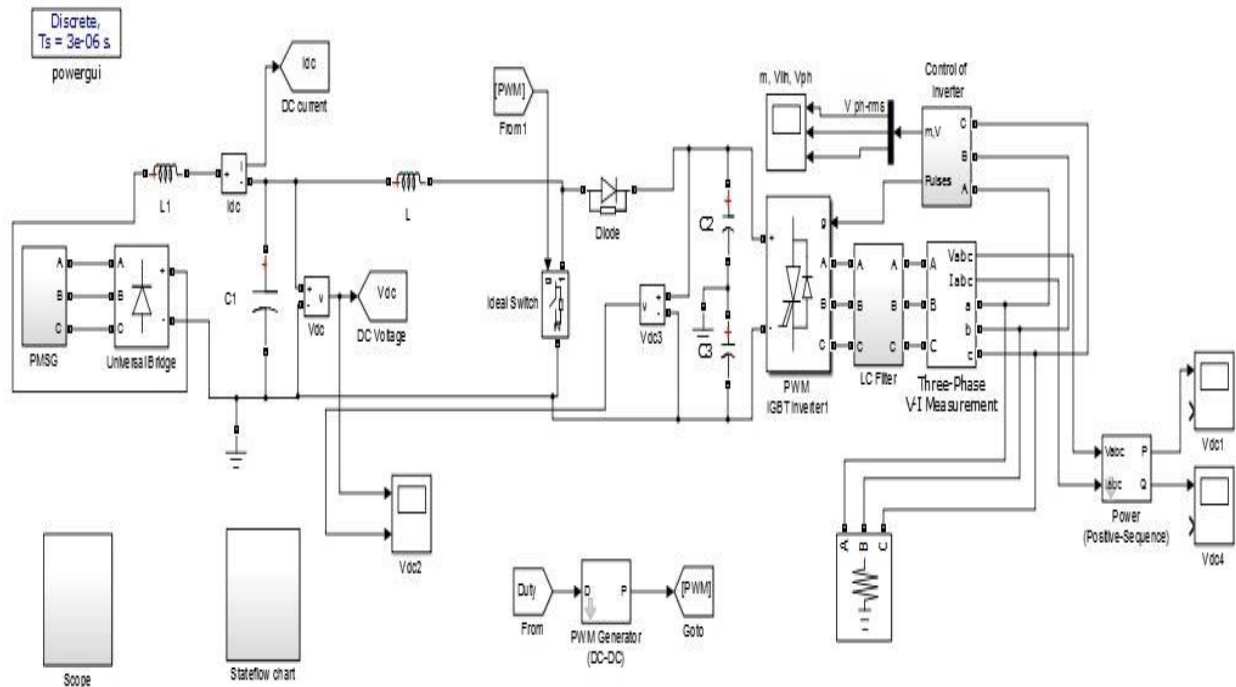 Discrete,
Ts = 3e-06 s.
powergui
Idc
DC current
[PWM]
From1
m, Vlh, Vph
V ph-rms
Control of
Inverter
m,V
Pulses
C
B
A
L1
i
+
-
Idc
L
Diode
C2
C3
g
+
-
A
B
C
PWM
IGBT Inverter1
A
B
C
A
B
C
LC Filter
A
B
C
Vabc
Iabc
a
b
c
Three-Phase
V-I Measurement
PMSG
A
B
C
Universal Bridge
A
B
C
+
-
C1
+
-
v
Vdc
Vdc
DC Voltage
Ideal Switch
+
-
v
Vdc3
Vdc2
Vabc
Iabc
P
Q
Power
(Positive-Sequence)
Vdc1
Vdc4
A
B
C
Scope
Stateflow chart
Duty
From
D
P
PWM Generator
(DC-DC)
[PWM]
Goto